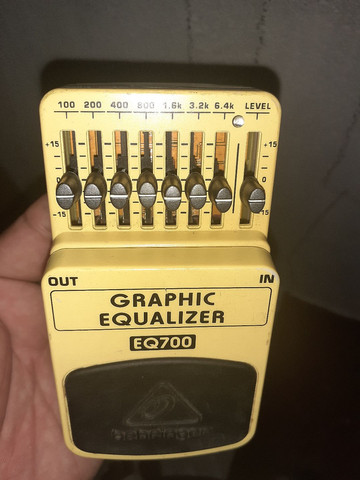 100 200 400 800 1.6k 3.2k 6.4k LEVEL
+15 +15
0 0
-15 -15
OUT IN
GRAPHIC
EQUALIZER
EQ700
behringer